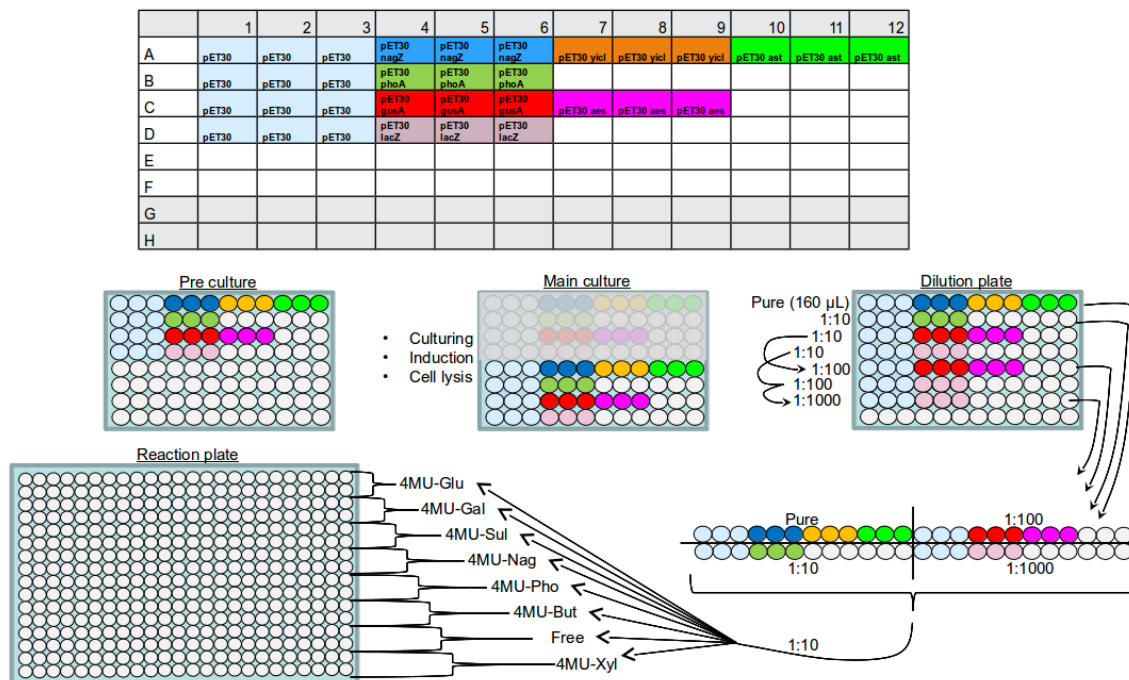 1 2 3 4 5 6 7 8 9 10 11 12
A pET30 pET30 pET30 pET30 nagZ pET30 nagZ pET30 nagZ pET30 yicI pET30 yicI pET30 yicI pET30 ast pET30 ast pET30 ast
B pET30 pET30 pET30 pET30 phoA pET30 phoA pET30 phoA
C pET30 pET30 pET30 pET30 gusA pET30 gusA pET30 gusA pET30 aes pET30 aes pET30 aes
D pET30 pET30 pET30 pET30 lacZ pET30 lacZ pET30 lacZ
E
F
G
H
Pre culture
Main culture
• Culturing
• Induction
• Cell lysis
Dilution plate
Pure (160 µL)
1:10
1:10
1:10
1:100
1:100
1:1000
Reaction plate
4MU-Glu
4MU-Gal
4MU-Sul
4MU-Nag
4MU-Pho
4MU-But
Free
4MU-Xyl
Pure 1:100
1:10 1:1000
1:10